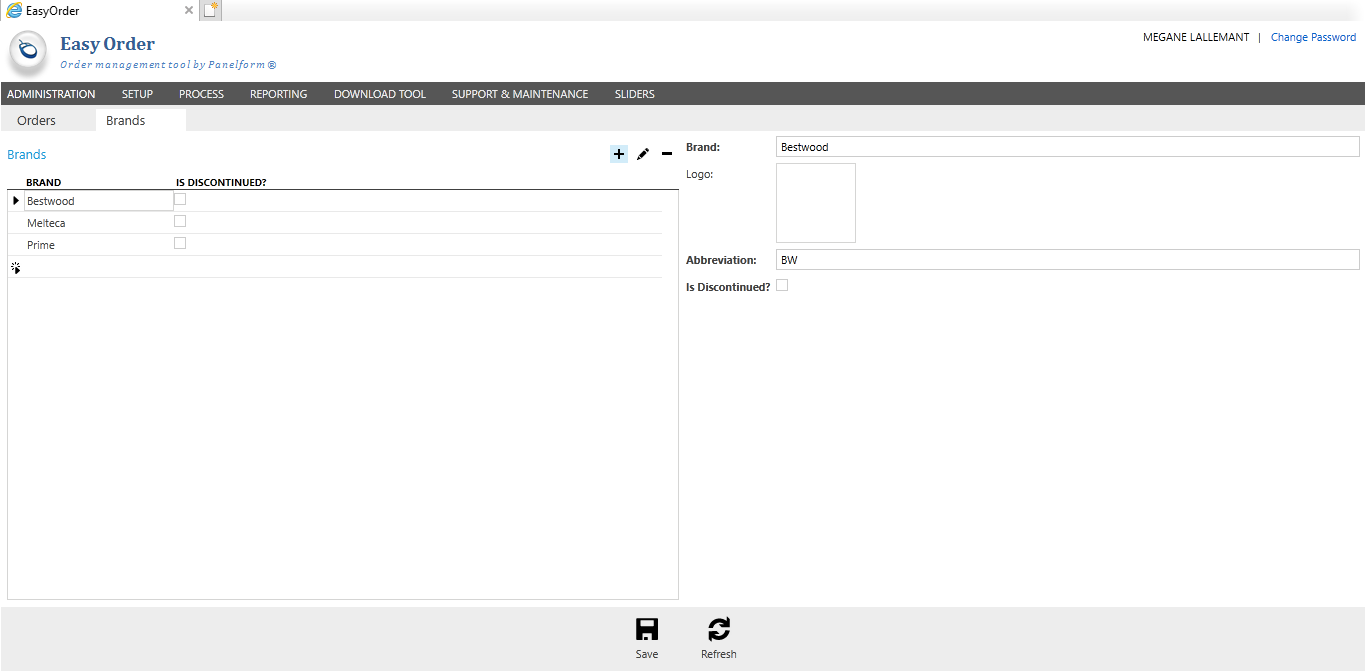 EasyOrder
Easy Order
Order management tool by Panelform ®
MEGANE LALLEMANT | Change Password
ADMINISTRATION SETUP PROCESS REPORTING DOWNLOAD TOOL SUPPORT & MAINTENANCE SLIDERS
Orders Brands
Brands
BRAND IS DISCONTINUED?
Bestwood
Melteca
Prime
Brand: Bestwood
Logo:
Abbreviation: BW
Is Discontinued?
Save Refresh